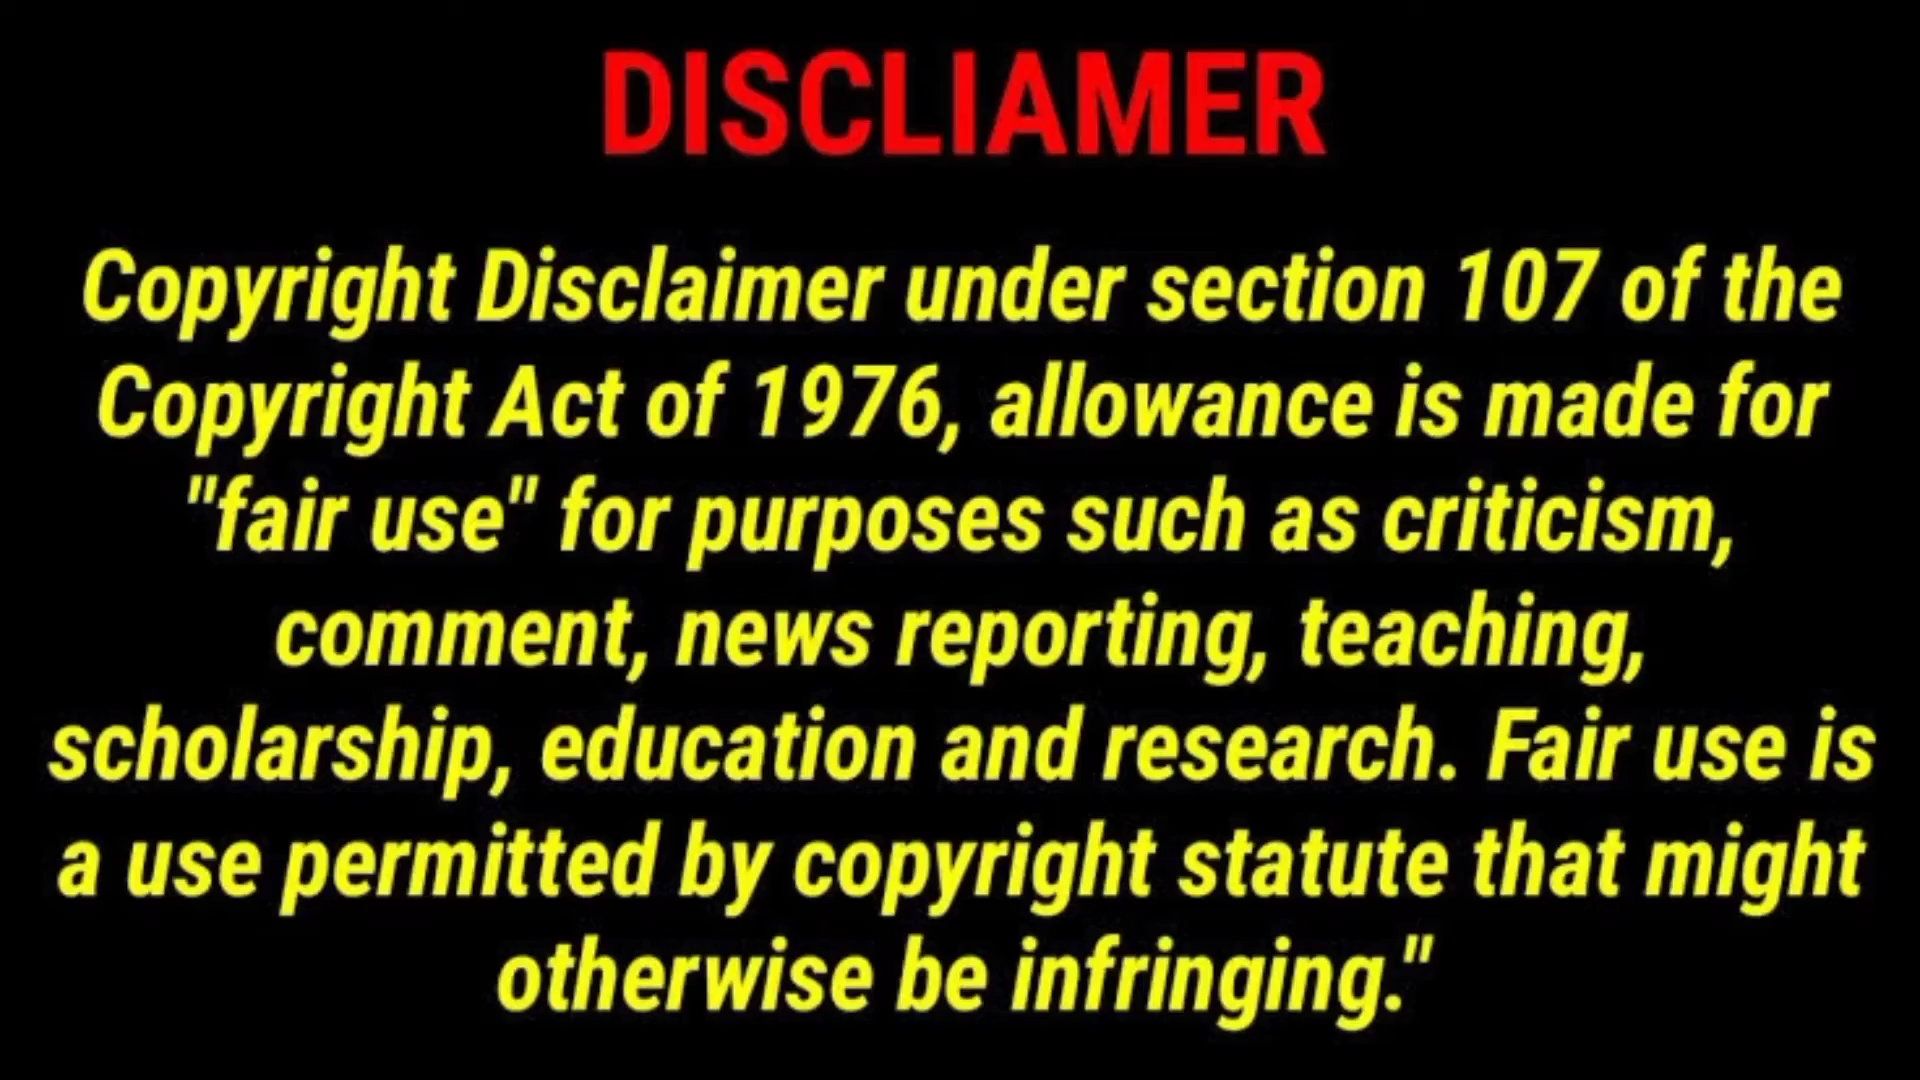 DISCLIAMER
Copyright Disclaimer under section 107 of the
Copyright Act of 1976, allowance is made for
"fair use" for purposes such as criticism,
comment, news reporting, teaching,
scholarship, education and research. Fair use is
a use permitted by copyright statute that might
otherwise be infringing."